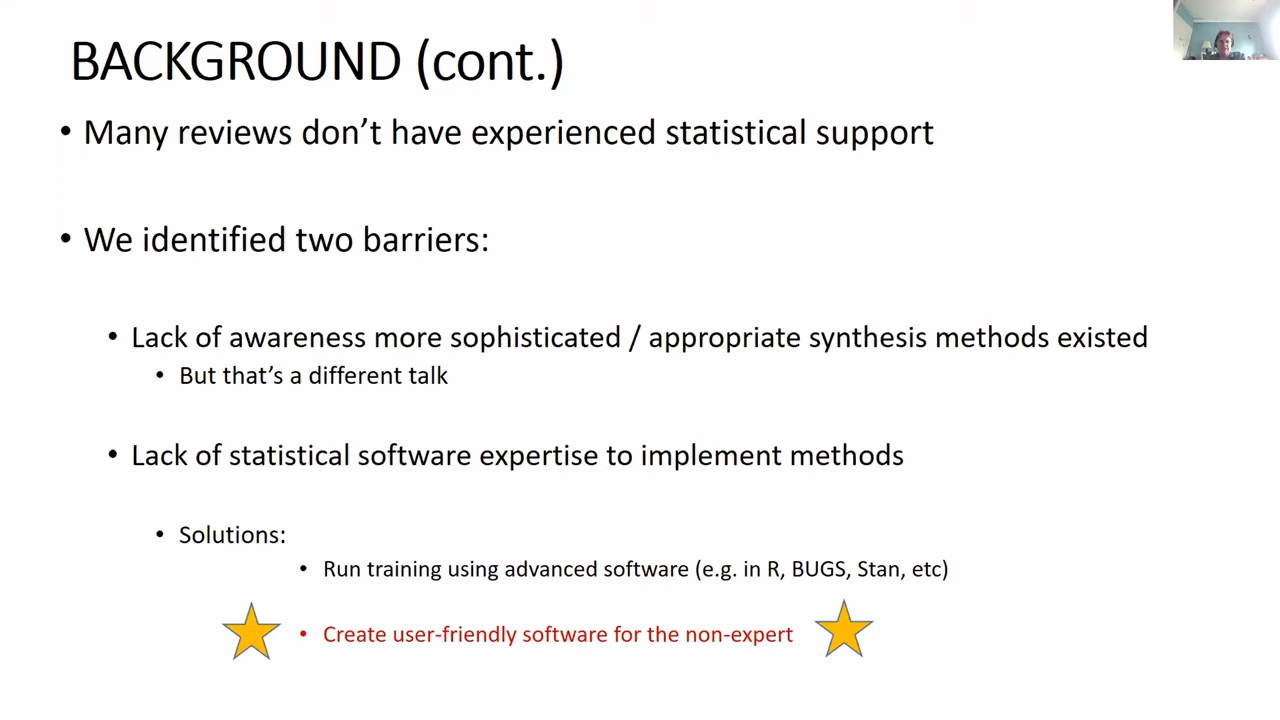 BACKGROUND (cont.)
• Many reviews don’t have experienced statistical support
• We identified two barriers:
• Lack of awareness more sophisticated / appropriate synthesis methods existed
• But that’s a different talk
• Lack of statistical software expertise to implement methods
• Solutions:
• Run training using advanced software (e.g. in R, BUGS, Stan, etc)
• Create user-friendly software for the non-expert